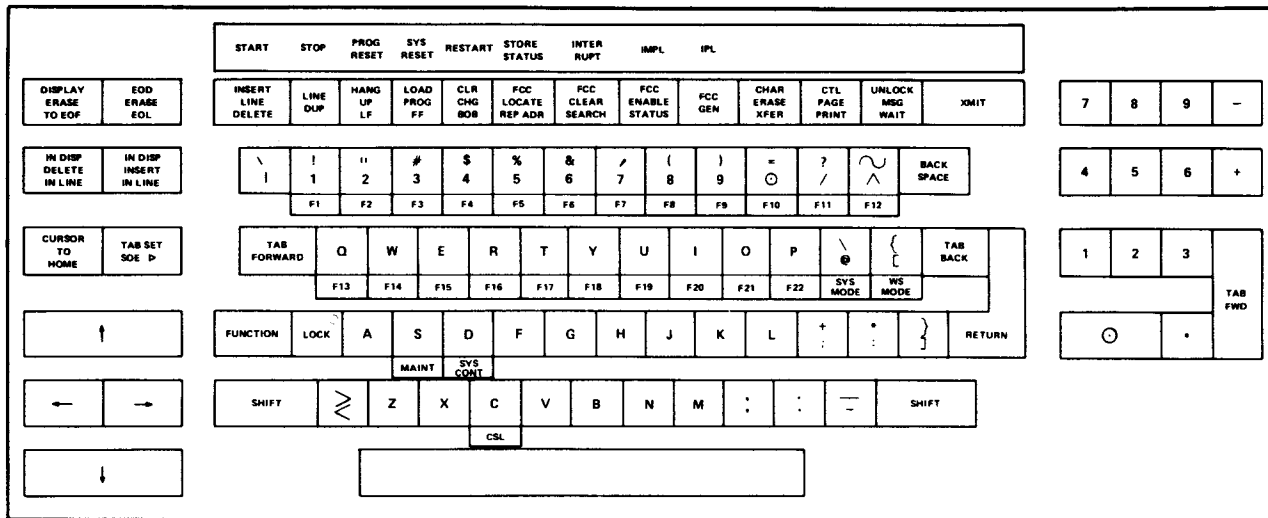 START STOP PROG RESET SYS RESET RESTART STORE STATUS INTER RUPT IMPL IPL
DISPLAY ERASE TO EOF
EOD ERASE EOL
INSERT LINE DELETE
LINE DUP
HANG UP LF
LOAD PROG FF
CLR CHG BOB
FCC LOCATE REP ADR
FCC CLEAR SEARCH
FCC ENABLE STATUS
FCC GEN
CHAR ERASE XFER
CTL PAGE PRINT
UNLOCK MSG WAIT
XMIT
7 8 9 −
IN DISP DELETE IN LINE
IN DISP INSERT IN LINE
\ |
! 1
" 2
# 3
$ 4
% 5
& 6
' 7
( 8
) 9
= ⊙
? /
~ ^
BACK SPACE
4 5 6 +
F1 F2 F3 F4 F5 F6 F7 F8 F9 F10 F11 F12
CURSOR TO HOME
TAB SET SOE ▷
TAB FORWARD
Q W E R T Y U I O P
\ @
{ [
TAB BACK
1 2 3
TAB FWD
F13 F14 F15 F16 F17 F18 F19 F20 F21 F22 SYS MODE WS MODE
↑
FUNCTION LOCK A S D F G H J K L
+ ;
* :
} ]
RETURN
⊙ .
MAINT SYS CONT
← →
SHIFT
> <
Z X C V B N M
SHIFT
CSL
↓